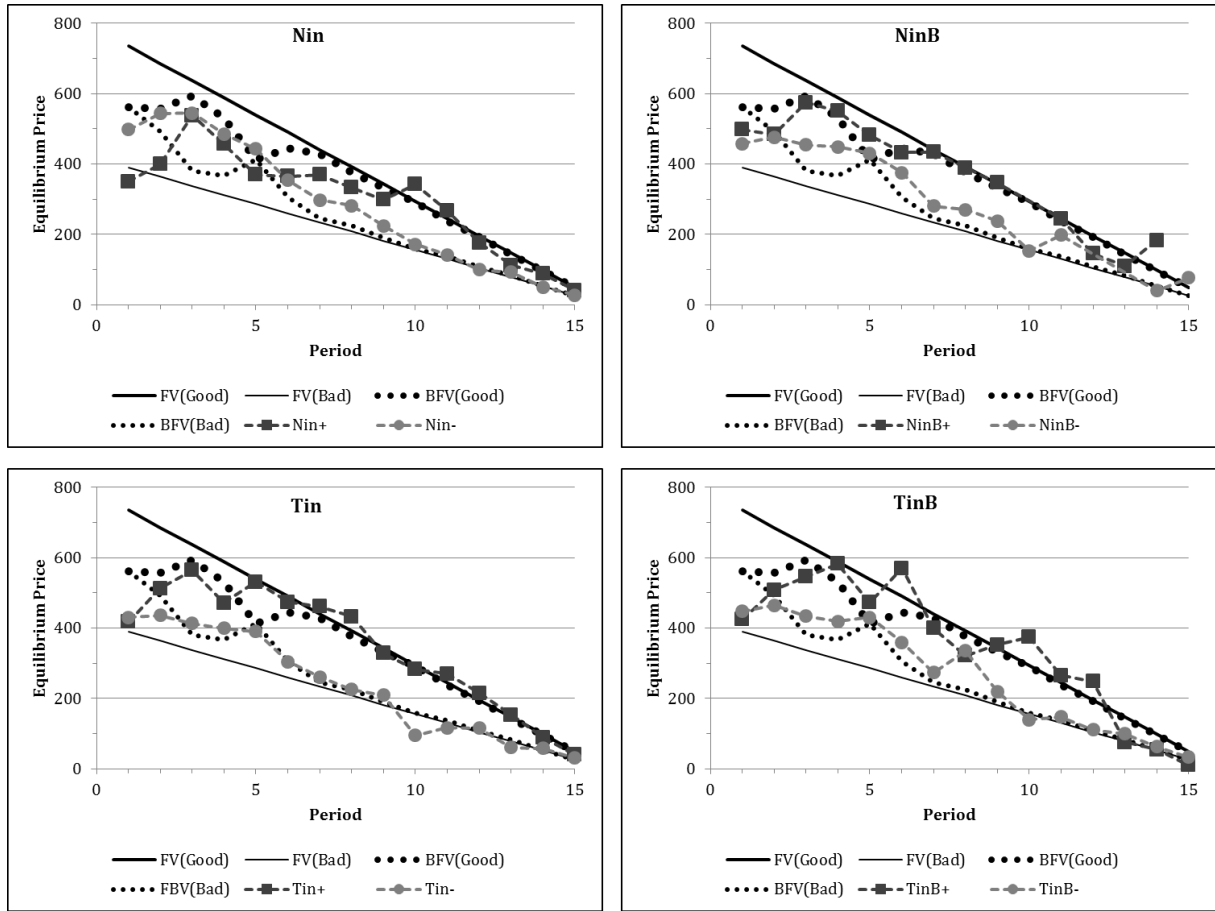 Nin
Equilibrium Price
800
600
400
200
0
0 5 10 15
Period
FV(Good) FV(Bad) BFV(Good)
BFV(Bad) Nin+ Nin-
NinB
Equilibrium Price
800
600
400
200
0
0 5 10 15
Period
FV(Good) FV(Bad) BFV(Good)
BFV(Bad) NinB+ NinB-
Tin
Equilibrium Price
800
600
400
200
0
0 5 10 15
Period
FV(Good) FV(Bad) BFV(Good)
FBV(Bad) Tin+ Tin-
TinB
Equilibrium Price
800
600
400
200
0
0 5 10 15
Period
FV(Good) FV(Bad) BFV(Good)
BFV(Bad) TinB+ TinB-